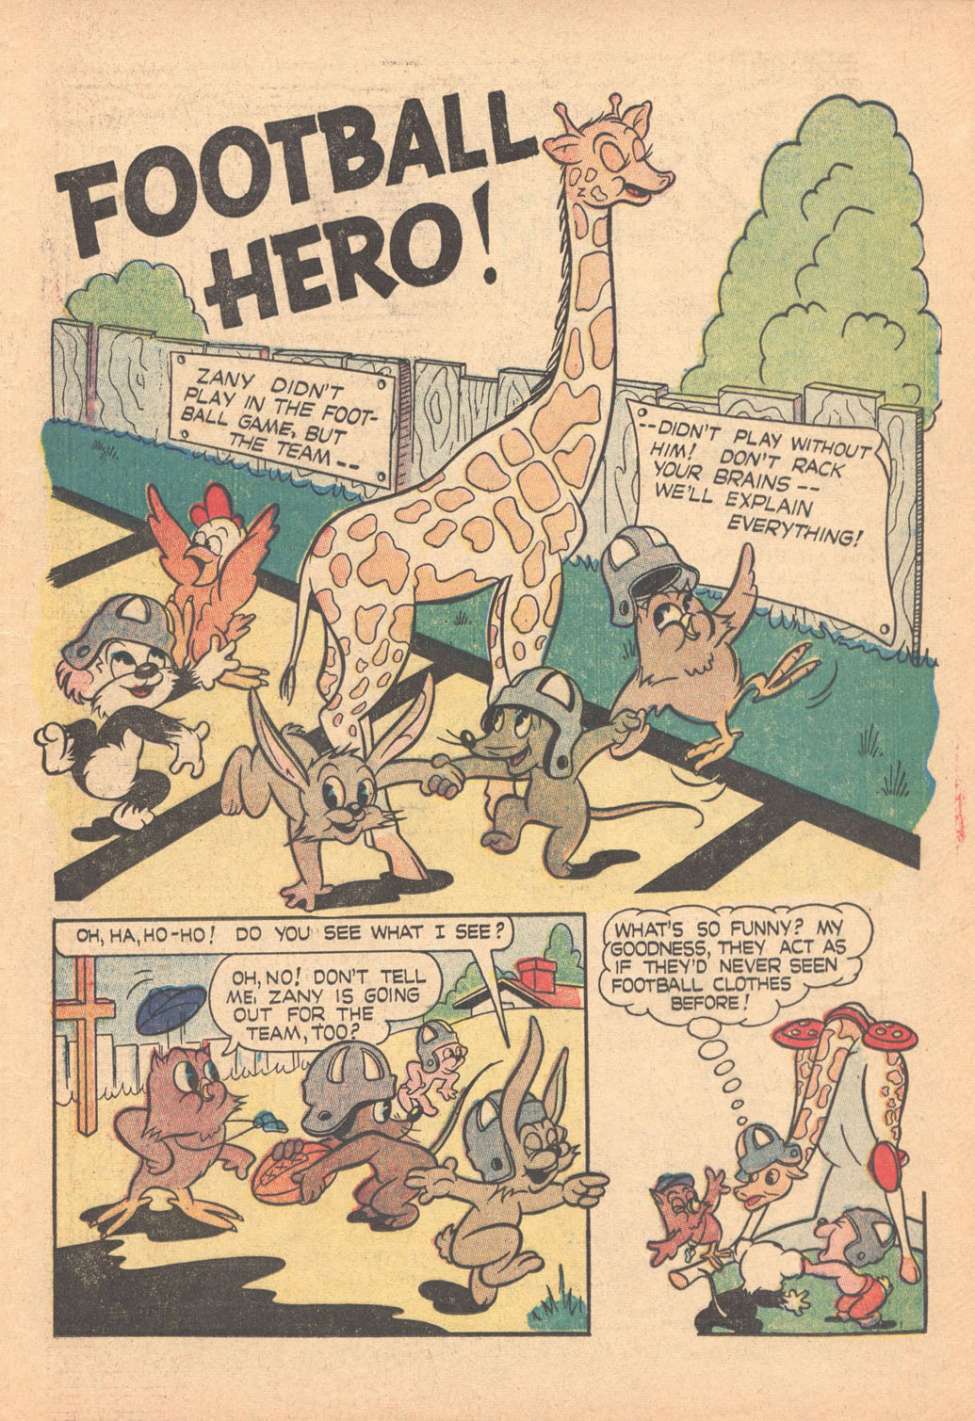 FOOTBALL
HERO!
ZANY DIDN'T
PLAY IN THE FOOT-
BALL GAME, BUT
THE TEAM --
--DIDN'T PLAY WITHOUT
HIM! DON'T RACK
YOUR BRAINS --
WE'LL EXPLAIN
EVERYTHING!
OH, HA, HO-HO! DO YOU SEE WHAT I SEE?
OH, NO! DON'T TELL
ME, ZANY IS GOING
OUT FOR THE
TEAM, TOO?
WHAT'S SO FUNNY? MY
GOODNESS, THEY ACT AS
IF THEY'D NEVER SEEN
FOOTBALL CLOTHES
BEFORE!